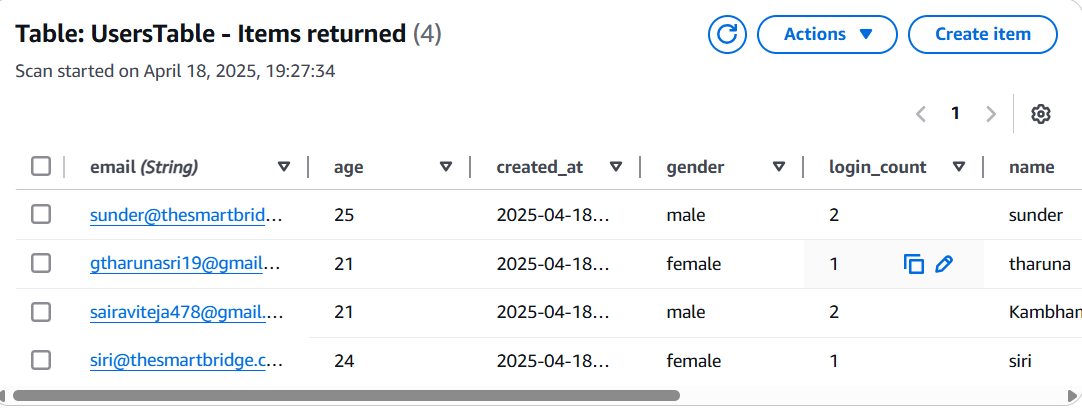 Table: UsersTable - Items returned (4)
Actions Create item
Scan started on April 18, 2025, 19:27:34
1
email (String) age created_at gender login_count name
sunder@thesmartbrid… 25 2025-04-18… male 2 sunder
gtharunasri19@gmail… 21 2025-04-18… female 1 tharuna
sairaviteja478@gmail.… 21 2025-04-18… male 2 Kambham
siri@thesmartbridge.c… 24 2025-04-18… female 1 siri